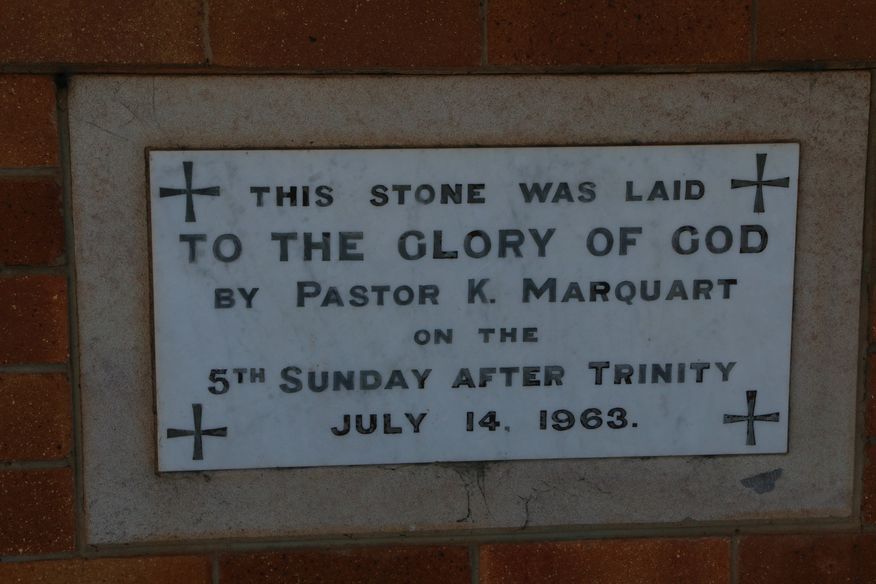 THIS STONE WAS LAID
TO THE GLORY OF GOD
BY PASTOR K. MARQUART
ON THE
5TH SUNDAY AFTER TRINITY
JULY 14, 1963.